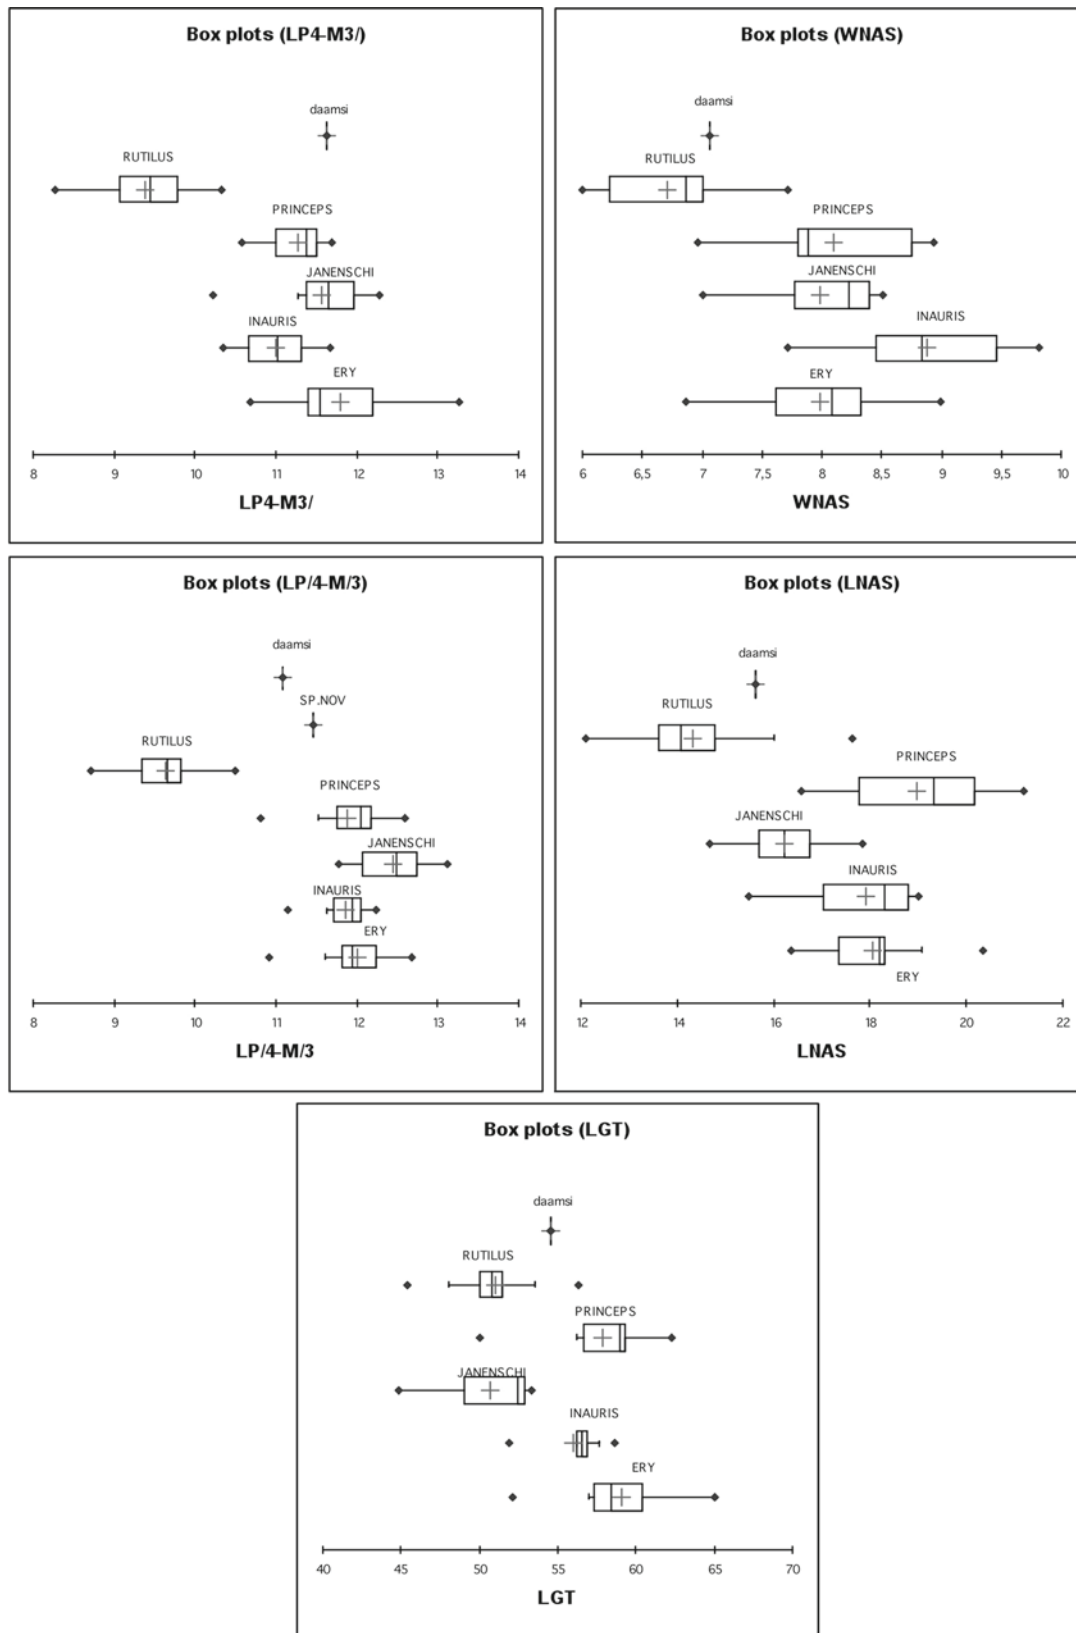 Box plots (LP4-M3/)
daamsi
RUTILUS
PRINCEPS
JANENSCHI
INAURIS
ERY
8 9 10 11 12 13 14
LP4-M3/
Box plots (WNAS)
daamsi
RUTILUS
PRINCEPS
JANENSCHI
INAURIS
ERY
6 6,5 7 7,5 8 8,5 9 9,5 10
WNAS
Box plots (LP/4-M/3)
daamsi
SP.NOV
RUTILUS
PRINCEPS
JANENSCHI
INAURIS
ERY
8 9 10 11 12 13 14
LP/4-M/3
Box plots (LNAS)
daamsi
RUTILUS
PRINCEPS
JANENSCHI
INAURIS
ERY
12 14 16 18 20 22
LNAS
Box plots (LGT)
daamsi
RUTILUS
PRINCEPS
JANENSCHI
INAURIS
ERY
40 45 50 55 60 65 70
LGT